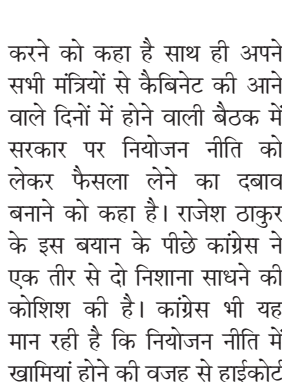 करने को कहा है साथ ही अपने
सभी मंत्रियों से कैबिनेट की आने
वाले दिनों में होने वाली बैठक में
सरकार पर नियोजन नीति को
लेकर फैसला लेने का दबाव
बनाने को कहा है। राजेश ठाकुर
के इस बयान के पीछे कांग्रेस ने
एक तीर से दो निशाना साधने की
कोशिश की है। कांग्रेस भी यह
मान रही है कि नियोजन नीति में
खामियां होने की वजह से हाईकोर्ट